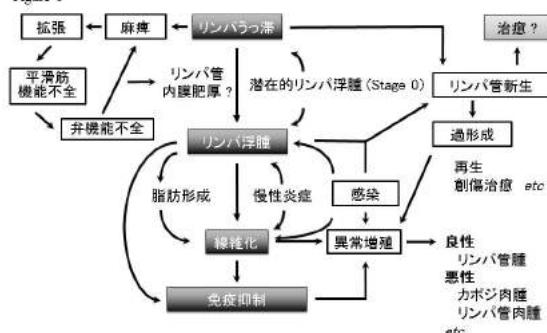 拡張
麻痺
リンパうっ滞
治癒？
平滑筋
機能不全
リンパ管
内膜肥厚？
潜在的リンパ浮腫(Stage 0)
リンパ管新生
弁機能不全
リンパ浮腫
過形成
再生
創傷治癒 etc
脂肪形成
慢性炎症
感染
線維化
異常増殖
良性
リンパ管腫
悪性
カポジ肉腫
リンパ管肉腫
etc
免疫抑制